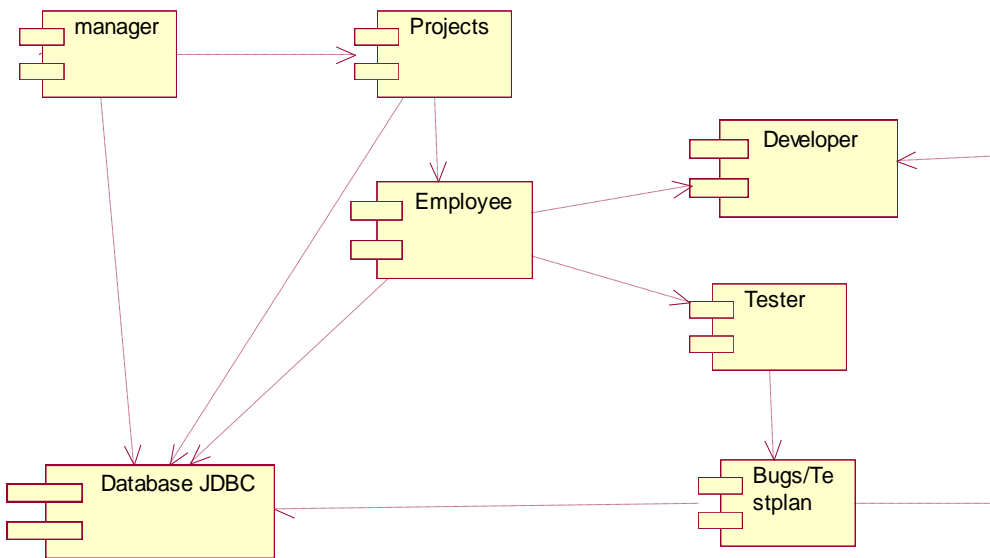 manager
Projects
Developer
Employee
Tester
Database JDBC
Bugs/Te
stplan